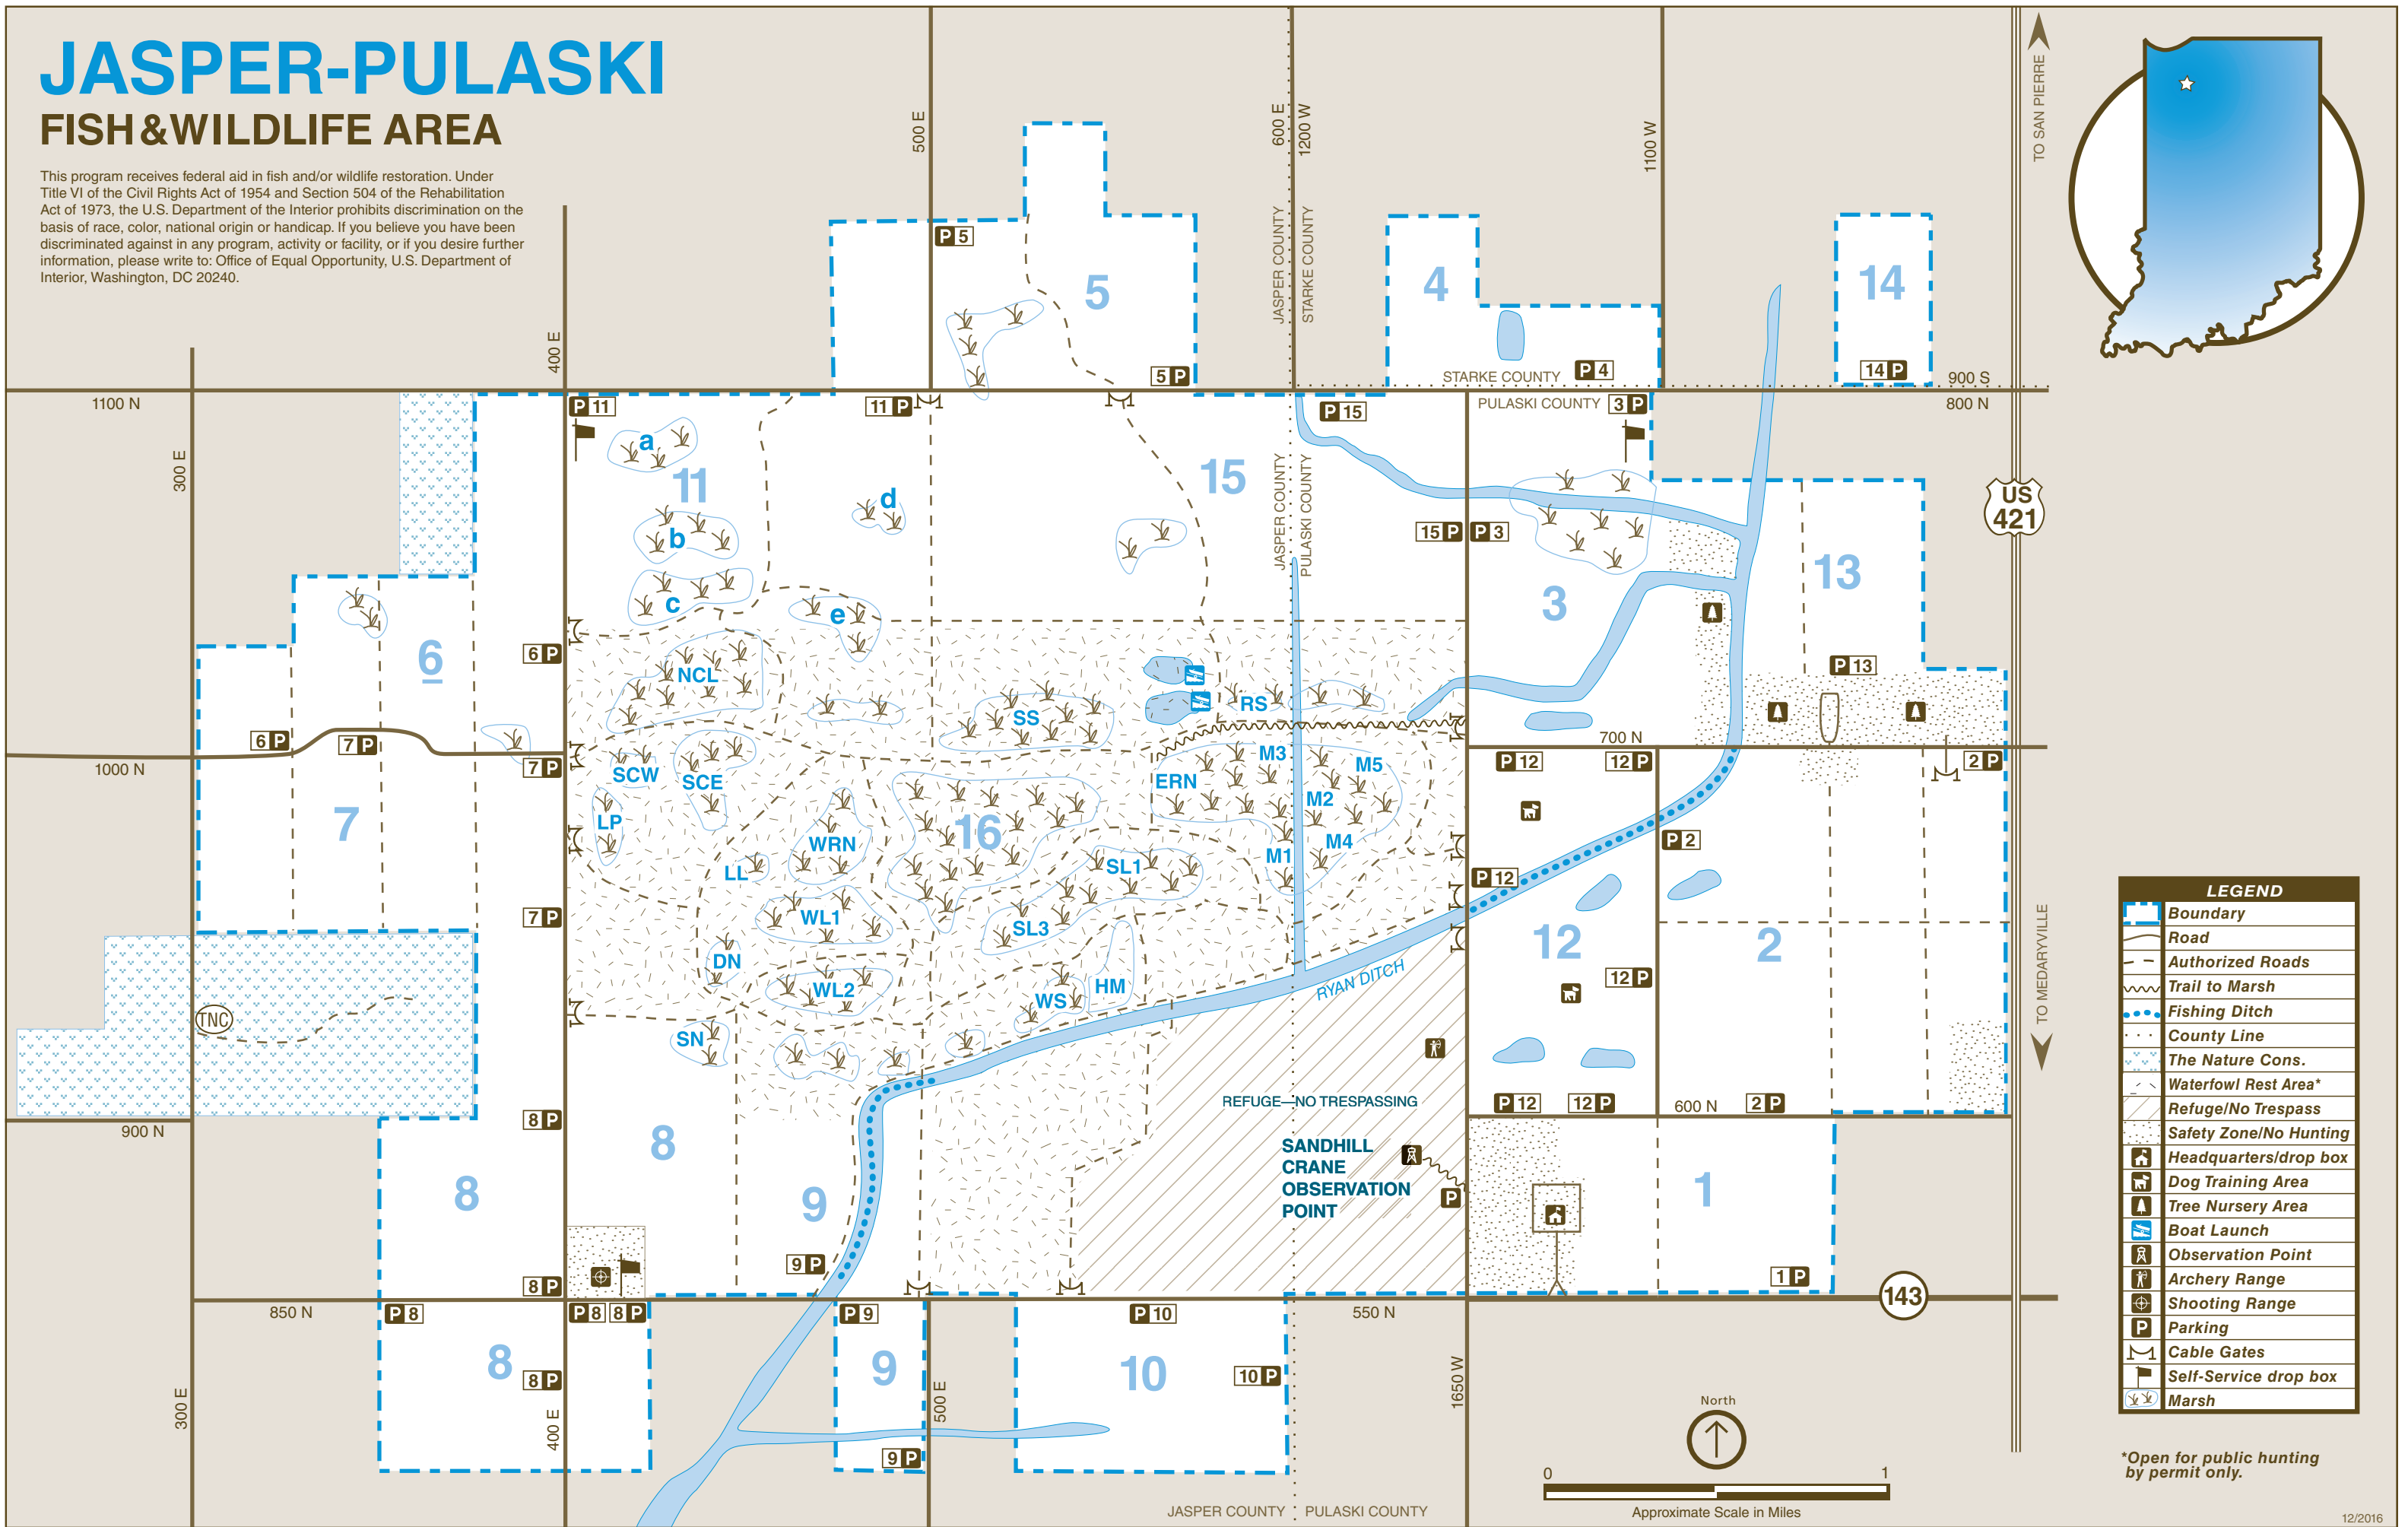 JASPER-PULASKI
FISH & WILDLIFE AREA
This program receives federal aid in fish and/or wildlife restoration. Under
Title VI of the Civil Rights Act of 1954 and Section 504 of the Rehabilitation
Act of 1973, the U.S. Department of the Interior prohibits discrimination on the
basis of race, color, national origin or handicap. If you believe you have been
discriminated against in any program, activity or facility, or if you desire further
information, please write to: Office of Equal Opportunity, U.S. Department of
Interior, Washington, DC 20240.
500 E
600 E
1200 W
1100 W
TO SAN PIERRE
400 E
JASPER COUNTY
STARKE COUNTY
P 5
5
5 P
4
STARKE COUNTY
P 4
14
14 P
900 S
1100 N
800 N
300 E
P 11
11 P
P 15
PULASKI COUNTY
3 P
a
11
b
c
d
e
15
JASPER COUNTY
PULASKI COUNTY
15 P
P 3
3
13
US
421
6
6 P
P 13
NCL
SS
RS
6 P
7 P
7 P
1000 N
700 N
SCW
SCE
M3
M5
ERN
M2
P 12
12 P
2 P
7
LP
WRN
16
M1
M4
P 2
LL
SL1
P 12
7 P
WL1
SL3
12
2
DN
WL2
WS
HM
RYAN DITCH
12 P
TO MEDARYVILLE
TNC
SN
REFUGE—NO TRESPASSING
P 12
12 P
600 N
2 P
8 P
900 N
8
8
9
SANDHILL
CRANE
OBSERVATION
POINT
P
1
9 P
1 P
8 P
850 N
P 8
P 8
8 P
P 9
P 10
550 N
143
8
8 P
9
10
10 P
300 E
400 E
500 E
1650 W
9 P
JASPER COUNTY
PULASKI COUNTY
North
0
1
Approximate Scale in Miles
LEGEND
Boundary
Road
Authorized Roads
Trail to Marsh
Fishing Ditch
County Line
The Nature Cons.
Waterfowl Rest Area*
Refuge/No Trespass
Safety Zone/No Hunting
Headquarters/drop box
Dog Training Area
Tree Nursery Area
Boat Launch
Observation Point
Archery Range
Shooting Range
P Parking
Cable Gates
Self-Service drop box
Marsh
*Open for public hunting
by permit only.
12/2016